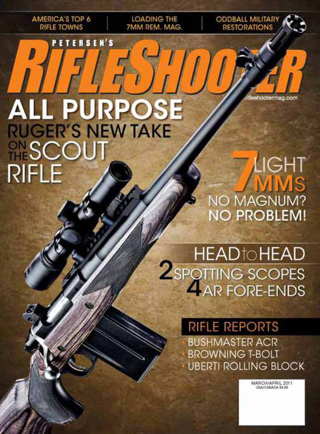 AMERICA'S TOP 6
RIFLE TOWNS
LOADING THE
7MM REM. MAG.
ODDBALL MILITARY
RESTORATIONS
PETERSEN'S
RIFLESHOOTER
rifleshootermag.com
ALL PURPOSE
RUGER'S NEW TAKE
ON THE SCOUT
RIFLE
7 LIGHT
MMS
NO MAGNUM?
NO PROBLEM!
HEAD to HEAD
2 SPOTTING SCOPES
4 AR FORE-ENDS
RIFLE REPORTS
BUSHMASTER ACR
BROWNING T-BOLT
UBERTI ROLLING BLOCK
MARCH/APRIL 2011